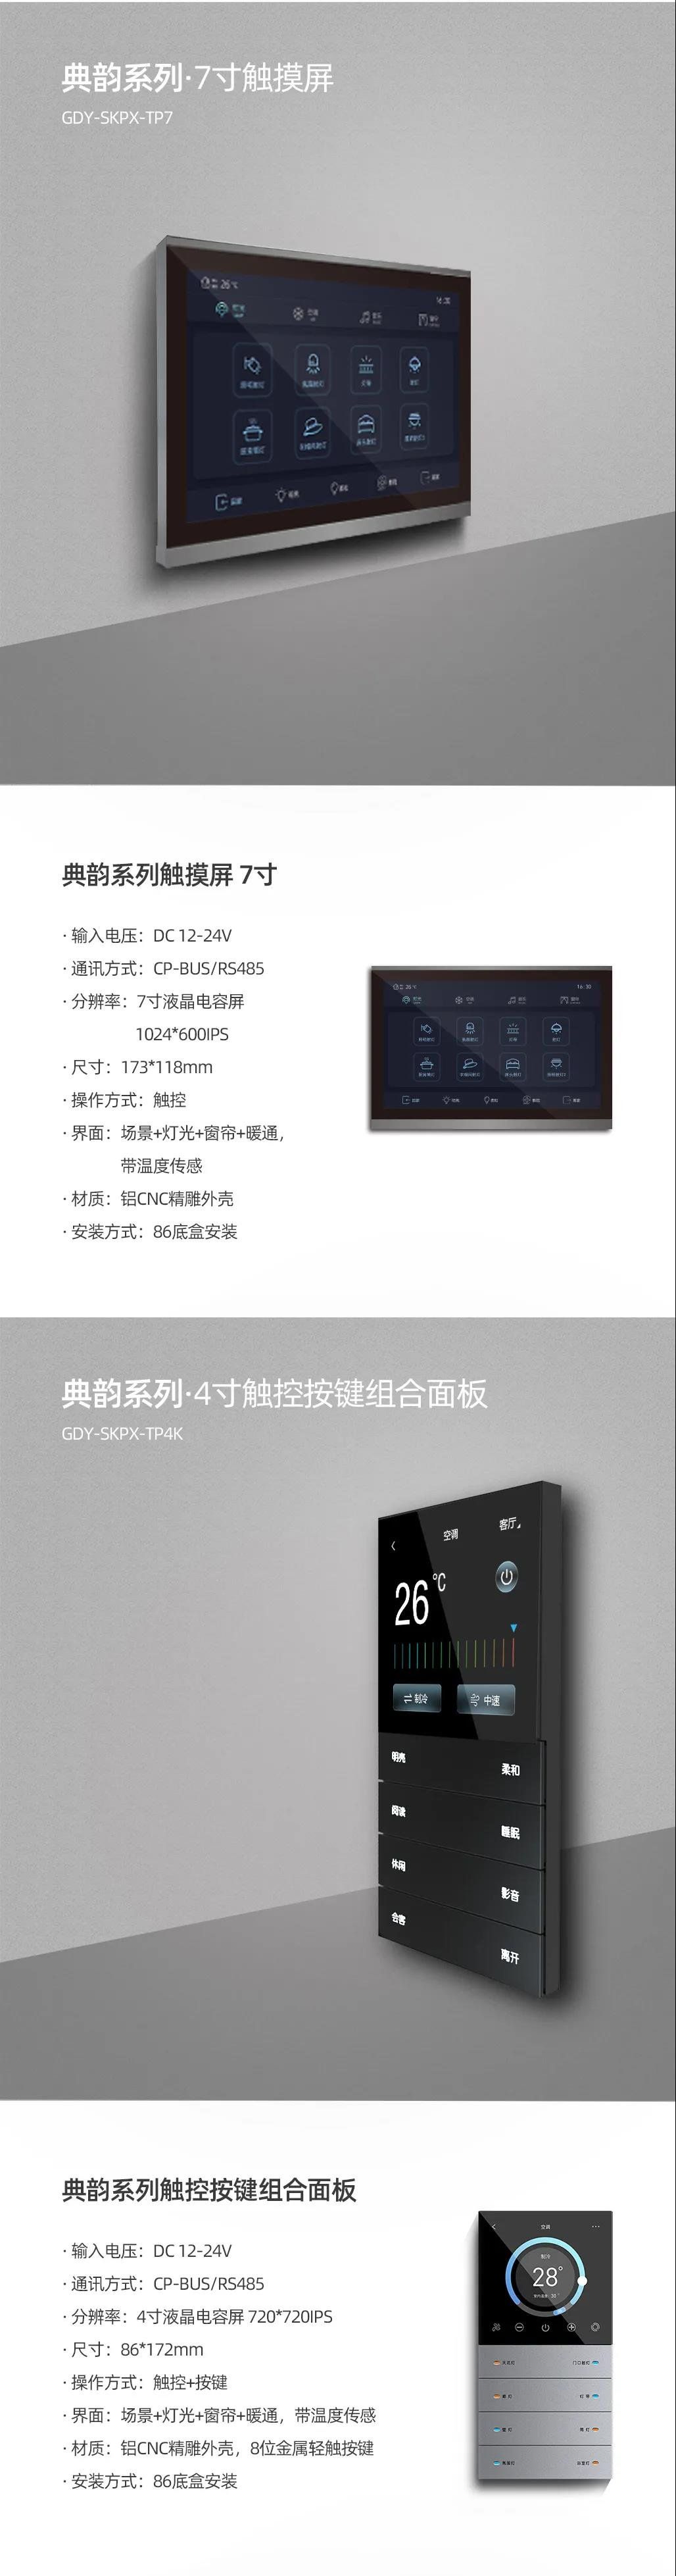 典韵系列·7寸触摸屏
GDY-SKPX-TP7
26℃
16:30
典韵系列触摸屏 7寸
· 输入电压：DC 12-24V
· 通讯方式：CP-BUS/RS485
· 分辨率：7寸液晶电容屏
1024*600IPS
· 尺寸：173*118mm
· 操作方式：触控
· 界面：场景+灯光+窗帘+暖通，
带温度传感
· 材质：铝CNC精雕外壳
· 安装方式：86底盒安装
26℃
16:30
典韵系列·4寸触控按键组合面板
GDY-SKPX-TP4K
空调
客厅
26℃
制冷
中速
明亮
柔和
阅读
睡眠
休闲
影音
会客
离开
典韵系列触控按键组合面板
· 输入电压：DC 12-24V
· 通讯方式：CP-BUS/RS485
· 分辨率：4寸液晶电容屏 720*720IPS
· 尺寸：86*172mm
· 操作方式：触控+按键
· 界面：场景+灯光+窗帘+暖通，带温度传感
· 材质：铝CNC精雕外壳，8位金属轻触按键
· 安装方式：86底盒安装
空调
制冷
28°